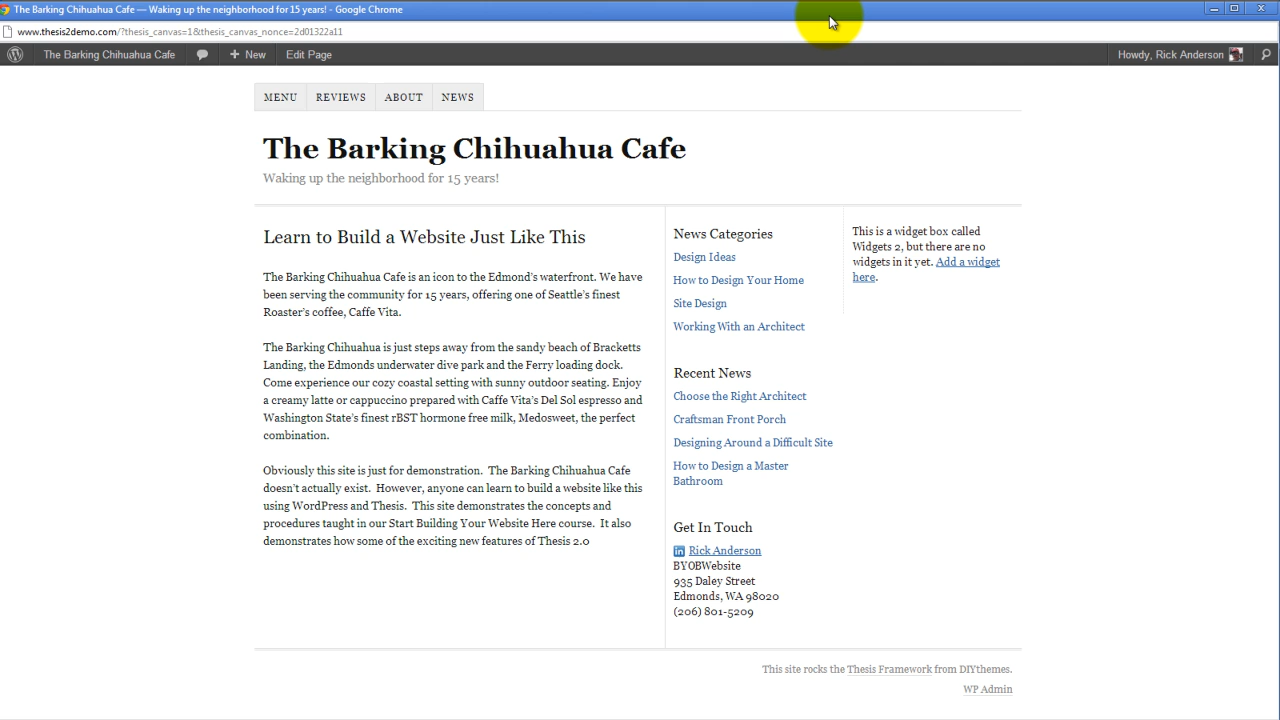 The Barking Chihuahua Cafe — Waking up the neighborhood for 15 years! - Google Chrome
www.thesis2demo.com/?thesis_canvas=1&thesis_canvas_nonce=2d01322a11
The Barking Chihuahua Cafe + New Edit Page Howdy, Rick Anderson
MENU REVIEWS ABOUT NEWS
The Barking Chihuahua Cafe
Waking up the neighborhood for 15 years!
Learn to Build a Website Just Like This
The Barking Chihuahua Cafe is an icon to the Edmond's waterfront. We have
been serving the community for 15 years, offering one of Seattle's finest
Roaster's coffee, Caffe Vita.
The Barking Chihuahua is just steps away from the sandy beach of Bracketts
Landing, the Edmonds underwater dive park and the Ferry loading dock.
Come experience our cozy coastal setting with sunny outdoor seating. Enjoy
a creamy latte or cappuccino prepared with Caffe Vita's Del Sol espresso and
Washington State's finest rBST hormone free milk, Medosweet, the perfect
combination.
Obviously this site is just for demonstration. The Barking Chihuahua Cafe
doesn't actually exist. However, anyone can learn to build a website like this
using WordPress and Thesis. This site demonstrates the concepts and
procedures taught in our Start Building Your Website Here course. It also
demonstrates how some of the exciting new features of Thesis 2.0
News Categories
Design Ideas
How to Design Your Home
Site Design
Working With an Architect
Recent News
Choose the Right Architect
Craftsman Front Porch
Designing Around a Difficult Site
How to Design a Master
Bathroom
Get In Touch
in Rick Anderson
BYOBWebsite
935 Daley Street
Edmonds, WA 98020
(206) 801-5209
This is a widget box called
Widgets 2, but there are no
widgets in it yet. Add a widget
here.
This site rocks the Thesis Framework from DIYthemes.
WP Admin